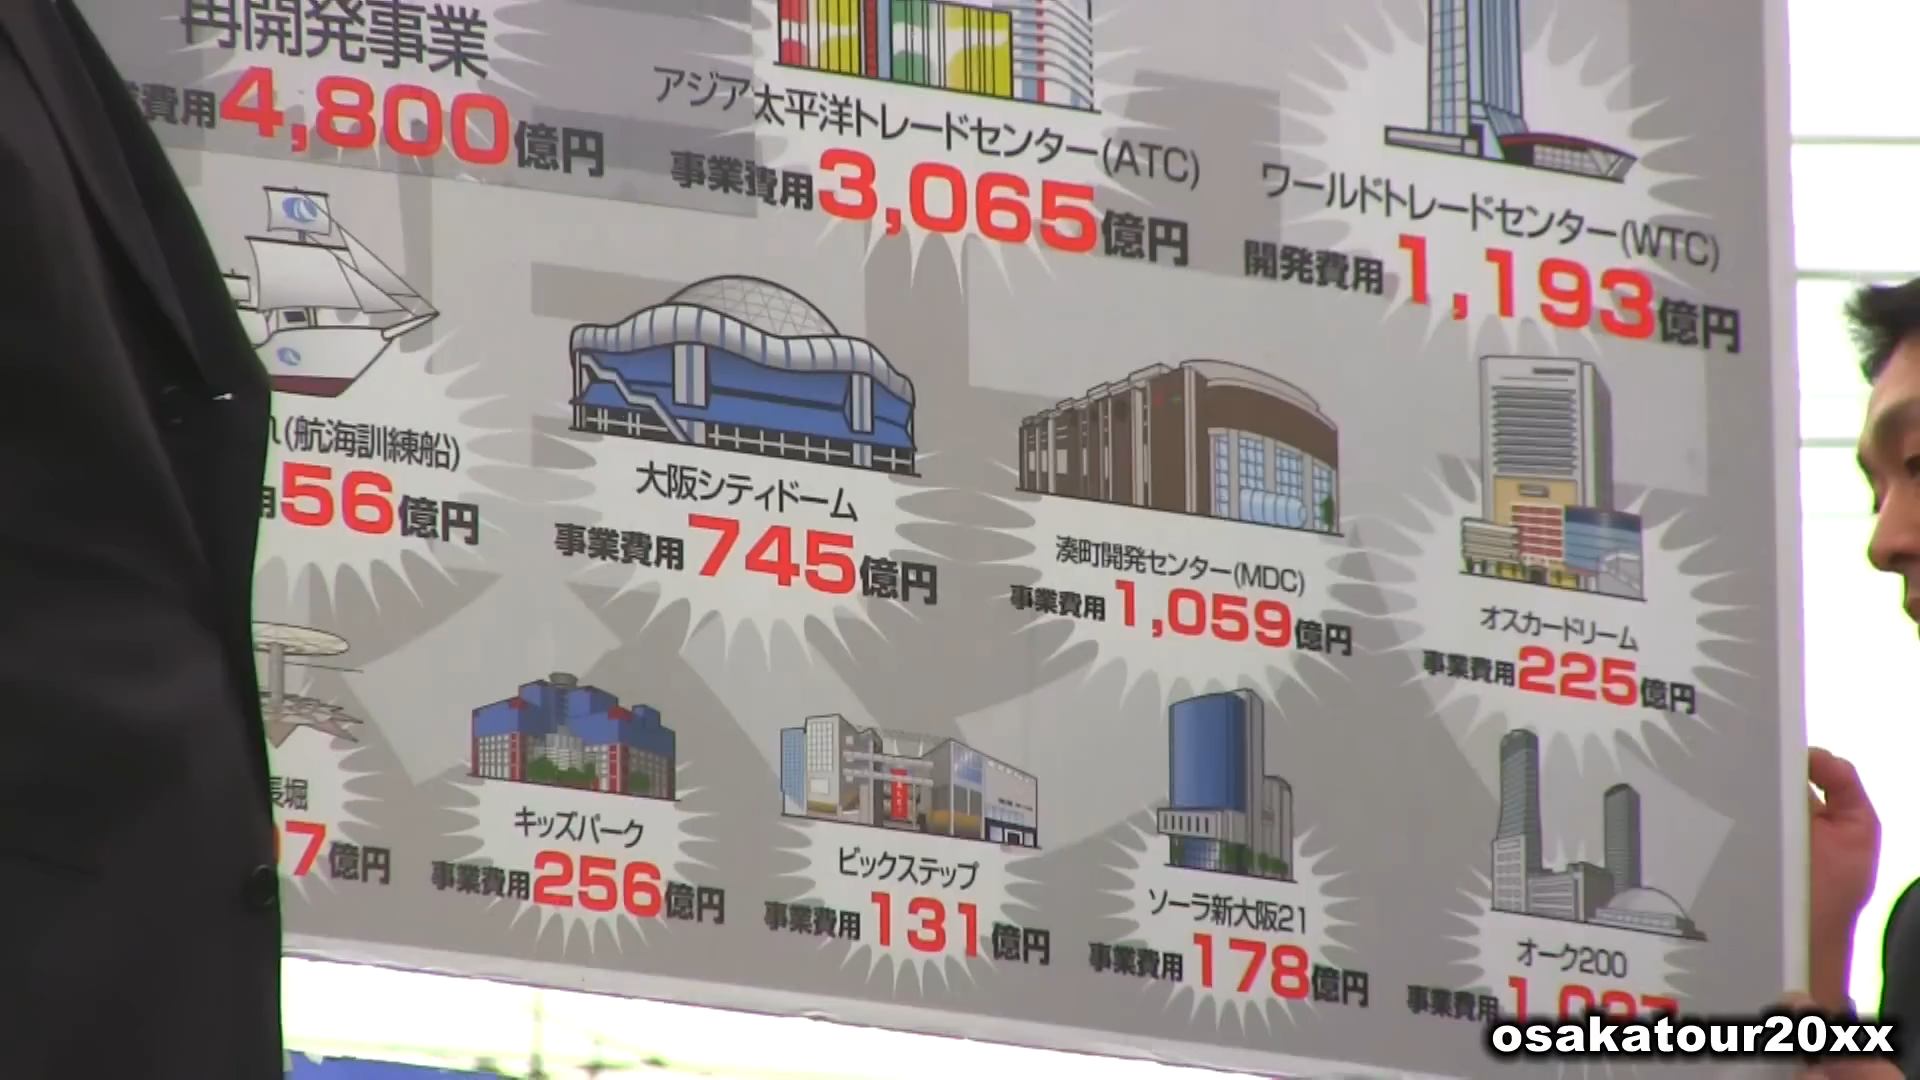 再開発事業
費用4,800億円
アジア太平洋トレードセンター(ATC)
事業費用3,065億円
ワールドトレードセンター(WTC)
開発費用1,193億円
(航海訓練船)
56億円
大阪シティドーム
事業費用745億円
湊町開発センター(MDC)
事業費用1,059億円
オスカードリーム
事業費用225億円
長堀
7億円
キッズパーク
事業費用256億円
ビックステップ
事業費用131億円
ソーラ新大阪21
事業費用178億円
オーク200
事業費用
osakatour20xx